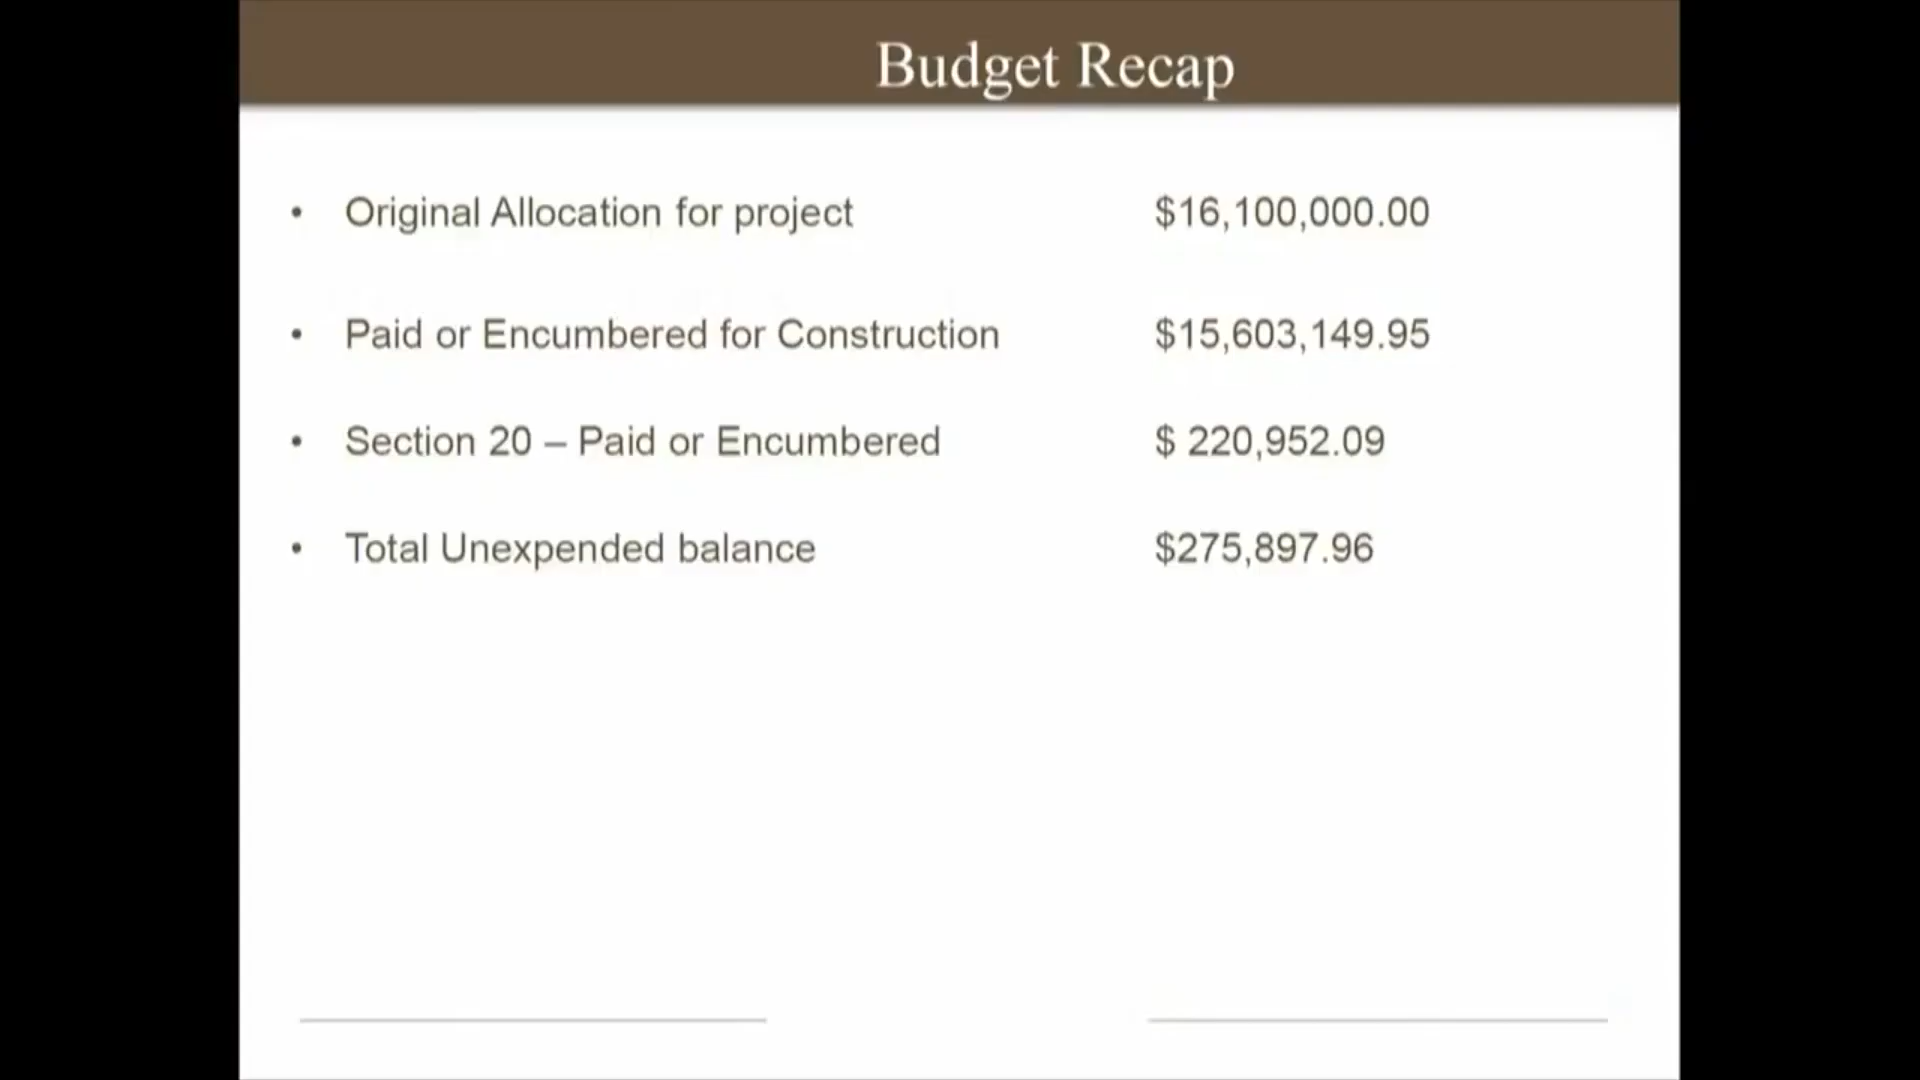 Budget Recap
• Original Allocation for project $16,100,000.00
• Paid or Encumbered for Construction $15,603,149.95
• Section 20 – Paid or Encumbered $ 220,952.09
• Total Unexpended balance $275,897.96